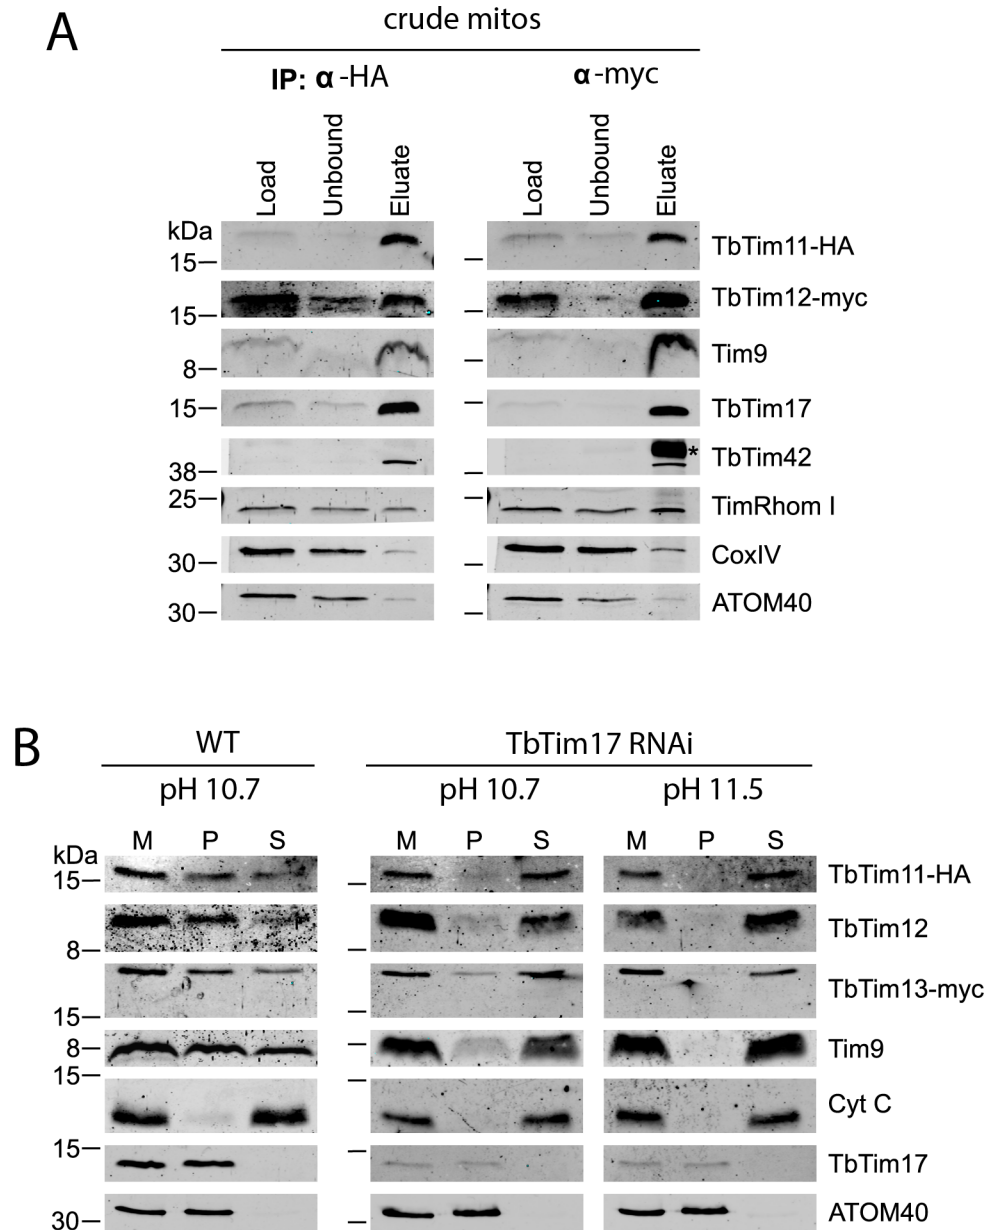 A
crude mitos
IP: α-HA
α-myc
Load
Unbound
Eluate
Load
Unbound
Eluate
kDa
15
TbTim11-HA
15
TbTim12-myc
8
Tim9
15
TbTim17
38
*
TbTim42
25
TimRhom I
30
CoxIV
30
ATOM40
B
WT
TbTim17 RNAi
pH 10.7
pH 10.7
pH 11.5
M P S
M P S
M P S
kDa
15
TbTim11-HA
8
TbTim12
15
TbTim13-myc
8
Tim9
15
Cyt C
15
TbTim17
30
ATOM40